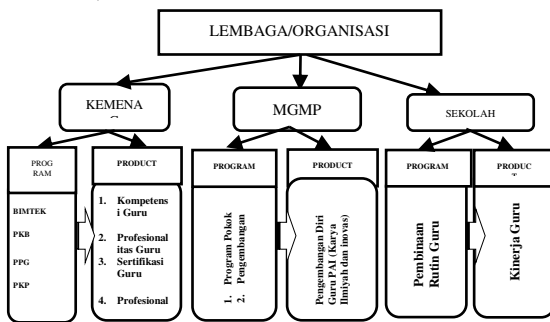 LEMBAGA/ORGANISASI
KEMENA
G
MGMP
SEKOLAH
PROG
RAM
PRODUCT
PROGRAM
PRODUCT
PROGRAM
PRODUC
T
BIMTEK
PKB
PPG
PKP
1. Kompetens
i Guru
2. Profesional
itas Guru
3. Sertifikasi
Guru
4. Profesional
1. Program Pokok
2. Pengembangan
Pengembangan Diri
Guru PAI (Karya
Ilmiyah dan inovas)
Pembinaan
Rutin Guru
Kinerja Guru